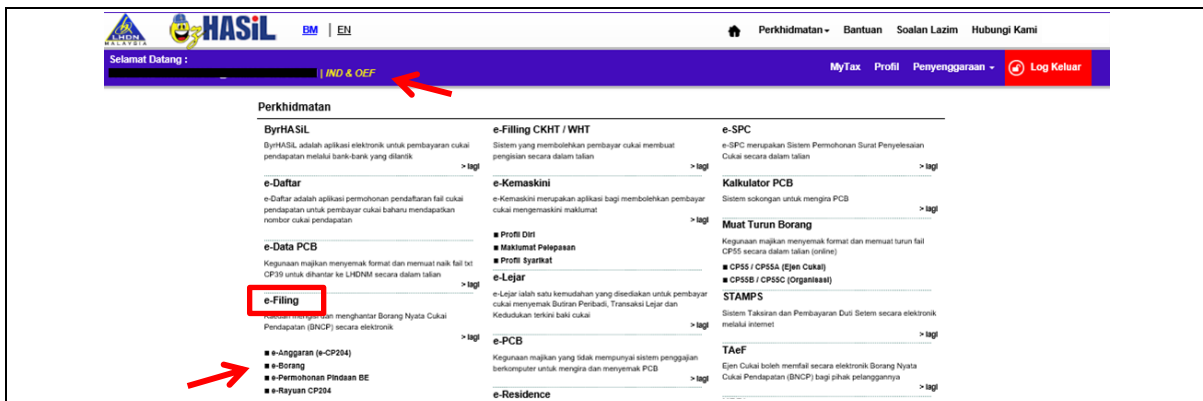 LHDN
MALAYSIA
ezHASiL
BM | EN
Perkhidmatan
Bantuan
Soalan Lazim
Hubungi Kami
Selamat Datang :
| IND & OEF
MyTax
Profil
Penyenggaraan
Log Keluar
Perkhidmatan
ByrHASiL
ByrHASiL adalah aplikasi elektronik untuk pembayaran cukai
pendapatan melalui bank-bank yang dilantik
> lagi
e-Daftar
e-Daftar adalah aplikasi permohonan pendaftaran fail cukai
pendapatan untuk pembayar cukai baharu mendapatkan
nombor cukai pendapatan
e-Data PCB
Kegunaan majikan menyemak format dan memuat naik fail txt
CP39 untuk dihantar ke LHDNM secara dalam talian
> lagi
e-Filing
Kaedah mengisi dan menghantar Borang Nyata Cukai
Pendapatan (BNCP) secara elektronik
> lagi
■ e-Anggaran (e-CP204)
■ e-Borang
■ e-Permohonan Pindaan BE
■ e-Rayuan CP204
e-Filling CKHT / WHT
Sistem yang membolehkan pembayar cukai membuat
pengisian secara dalam talian
> lagi
e-Kemaskini
e-Kemaskini merupakan aplikasi bagi membolehkan pembayar
cukai mengemaskini maklumat
> lagi
■ Profil Diri
■ Maklumat Pelepasan
■ Profil Syarikat
e-Lejar
e-Lejar ialah satu kemudahan yang disediakan untuk pembayar
cukai menyemak Butiran Peribadi, Transaksi Lejar dan
Kedudukan terkini baki cukai
> lagi
e-PCB
Kegunaan majikan yang tidak mempunyai sistem penggajian
berkomputer untuk mengira dan menyemak PCB
> lagi
e-Residence
e-SPC
e-SPC merupakan Sistem Permohonan Surat Penyelesaian
Cukai secara dalam talian
> lagi
Kalkulator PCB
Sistem sokongan untuk mengira PCB
> lagi
Muat Turun Borang
Kegunaan majikan menyemak format dan memuat turun fail
CP55 secara dalam talian (online)
■ CP55 / CP55A (Ejen Cukai)
■ CP55B / CP55C (Organisasi)
STAMPS
Sistem Taksiran dan Pembayaran Duti Setem secara elektronik
melalui internet
> lagi
TAeF
Ejen Cukai boleh memfail secara elektronik Borang Nyata
Cukai Pendapatan (BNCP) bagi pihak pelanggannya
> lagi